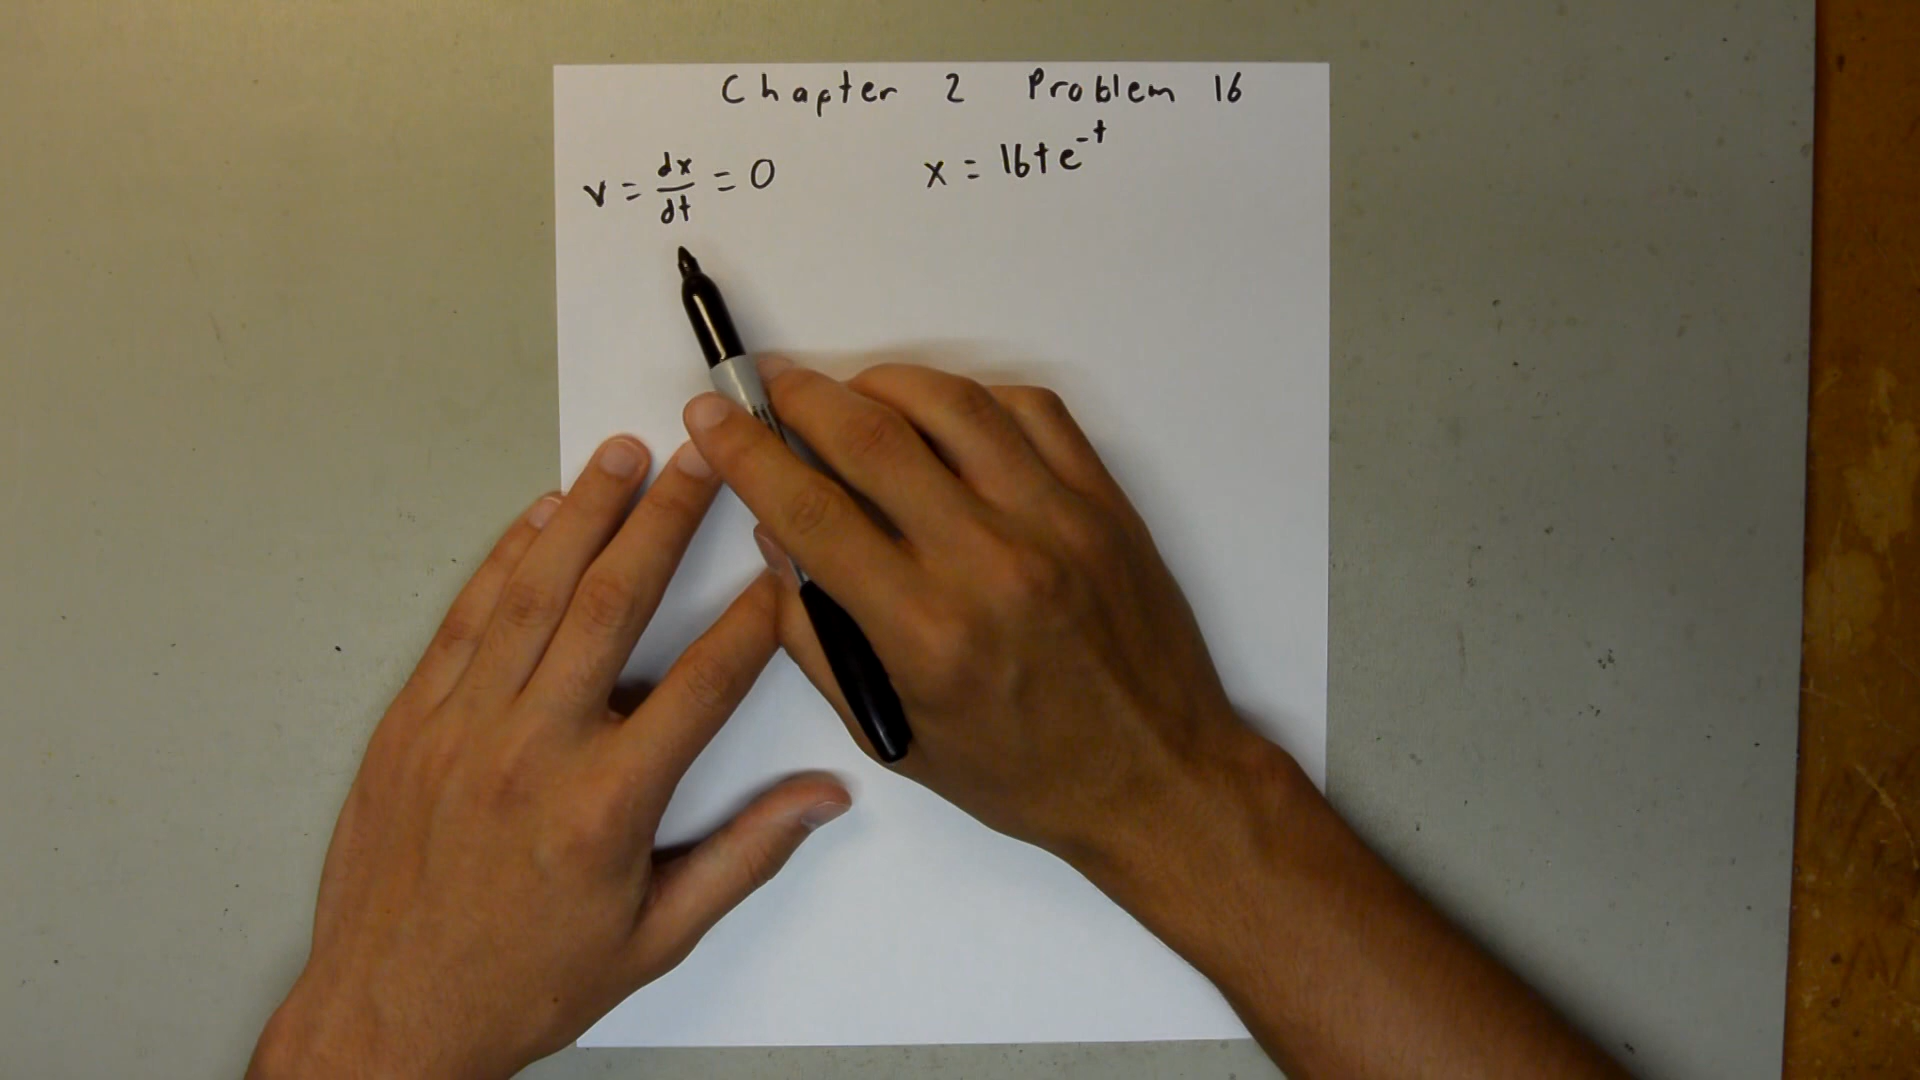 Chapter 2 Problem 16
v = dx/dt = 0
x = 16te^-t